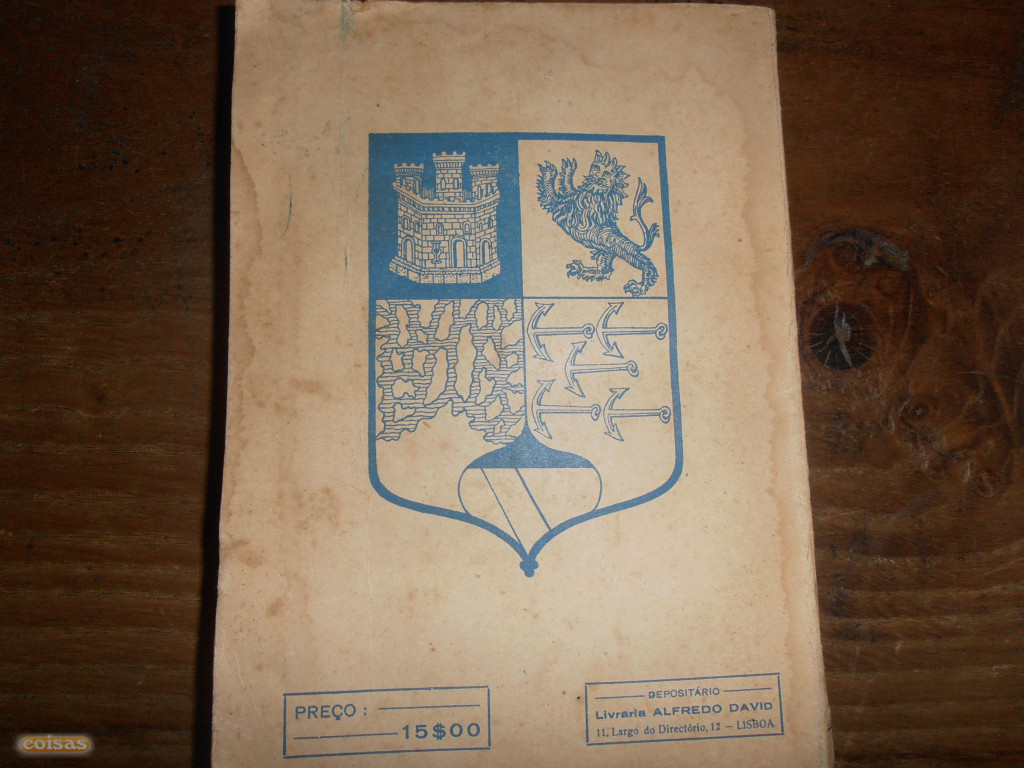 PREÇO :
15$00
DEPOSITÁRIO
Livraria ALFREDO DAVID
11, Largo do Directório, 12 — LISBOA
coisas